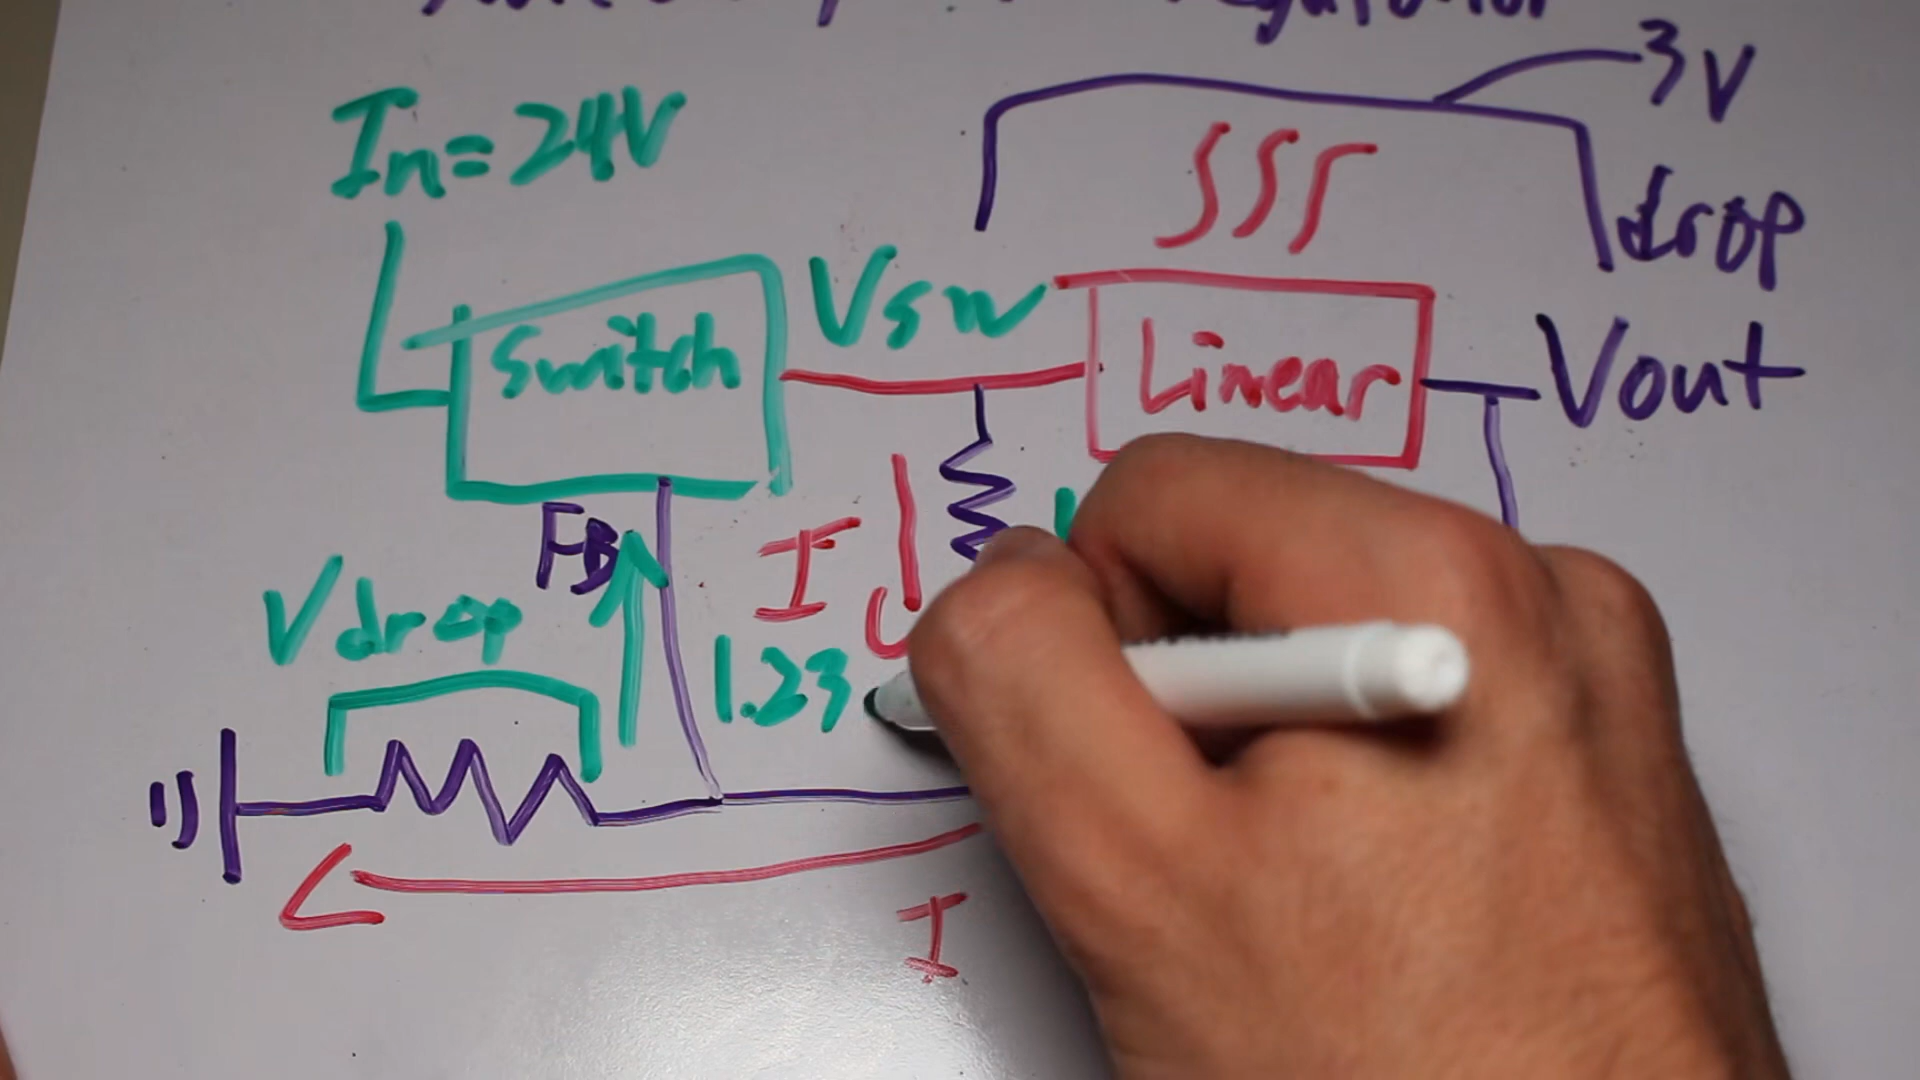 3V
In=24V
drop
Vsw
Switch
Linear
Vout
FB
I
Vdrop
1.23
I